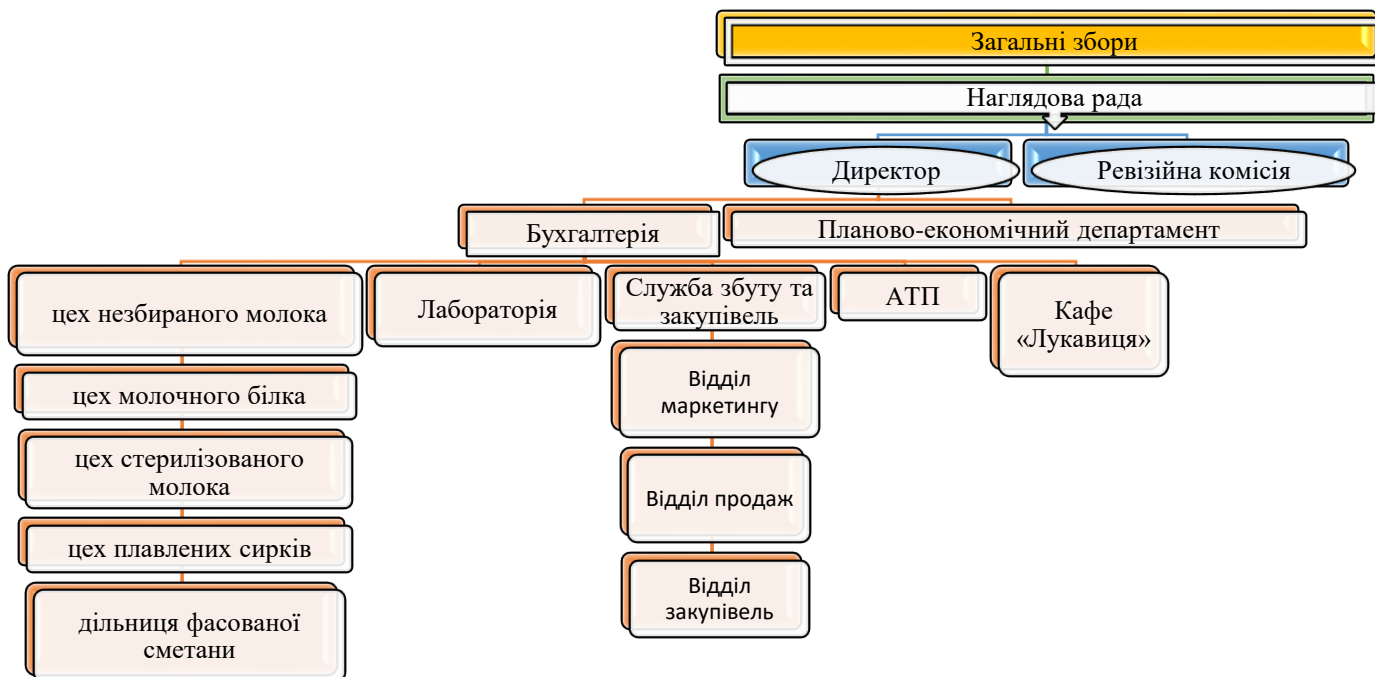 Загальні збори
Наглядова рада
Директор
Ревізійна комісія
Бухгалтерія
Планово-економічний департамент
цех незбираного молока
Лабораторія
Служба збуту та
закупівель
АТП
Кафе
«Лукавиця»
цех молочного білка
цех стерилізованого
молока
цех плавлених сирків
дільниця фасованої
сметани
Відділ
маркетингу
Відділ продаж
Відділ
закупівель